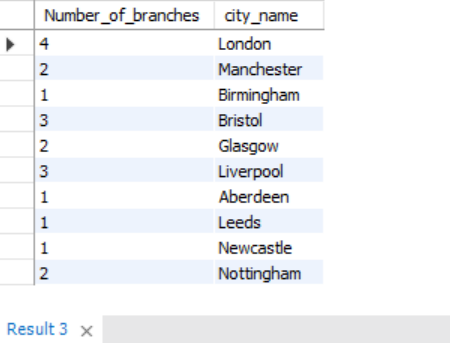 Number_of_branches city_name
4 London
2 Manchester
1 Birmingham
3 Bristol
2 Glasgow
3 Liverpool
1 Aberdeen
1 Leeds
1 Newcastle
2 Nottingham
Result 3 ×